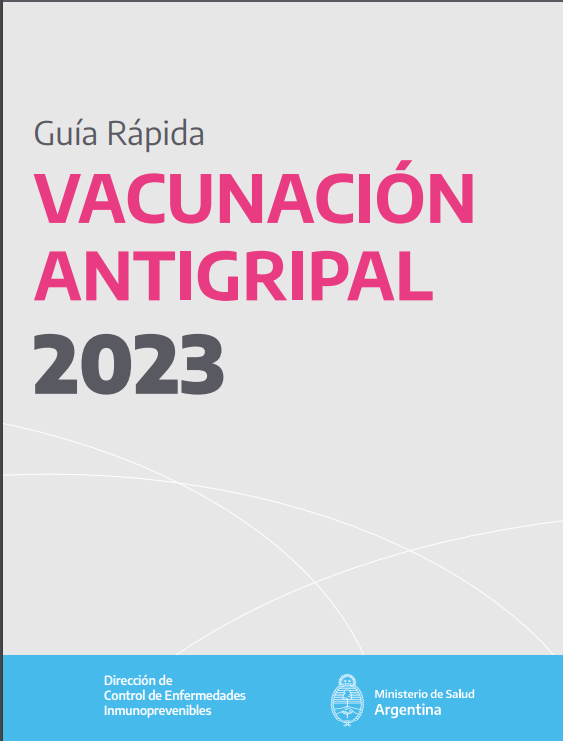 Guía Rápida
VACUNACIÓN
ANTIGRIPAL
2023
Dirección de
Control de Enfermedades
Inmunoprevenibles
Ministerio de Salud
Argentina